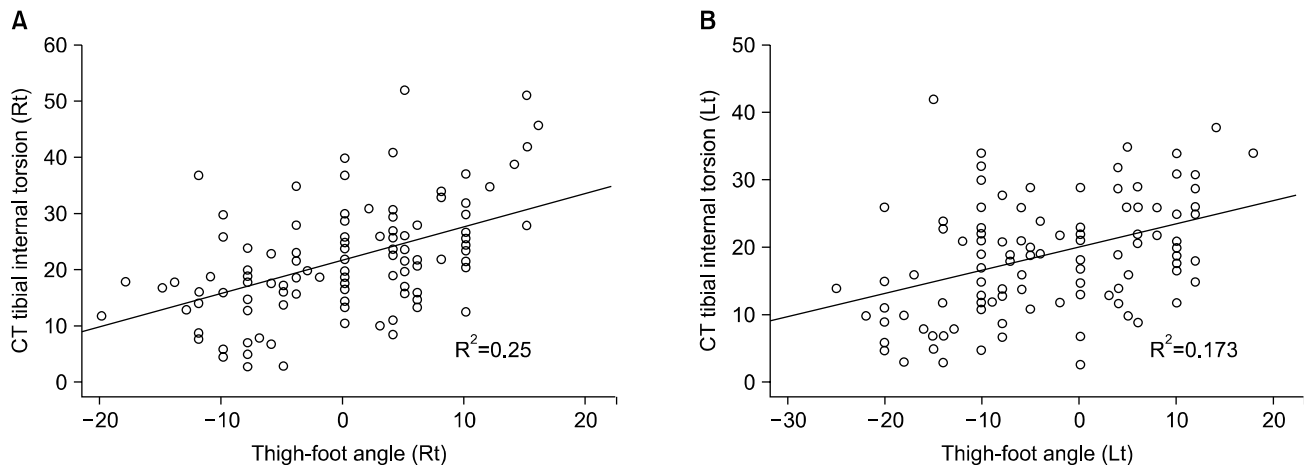 A
60
50
40
30
20
10
0
CT tibial internal torsion (Rt)
R²=0.25
−20 −10 0 10 20
Thigh-foot angle (Rt)
B
50
40
30
20
10
0
CT tibial internal torsion (Lt)
R²=0.173
−30 −20 −10 0 10 20
Thigh-foot angle (Lt)